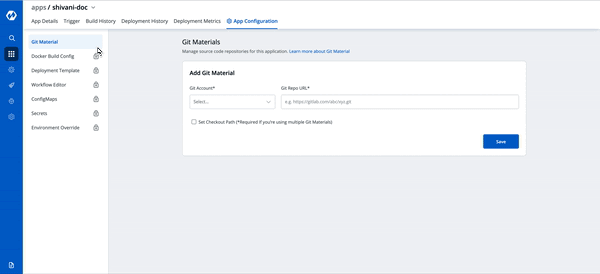 apps / shivani-doc
App Details Trigger Build History Deployment History Deployment Metrics App Configuration
Git Material
Docker Build Config
Deployment Template
Workflow Editor
ConfigMaps
Secrets
Environment Override
Git Materials
Manage source code repositories for this application. Learn more about Git Material
Add Git Material
Git Account* Git Repo URL*
Select... e.g. https://gitlab.com/abc/xyz.git
Set Checkout Path (*Required if you're using multiple Git Materials)
Save